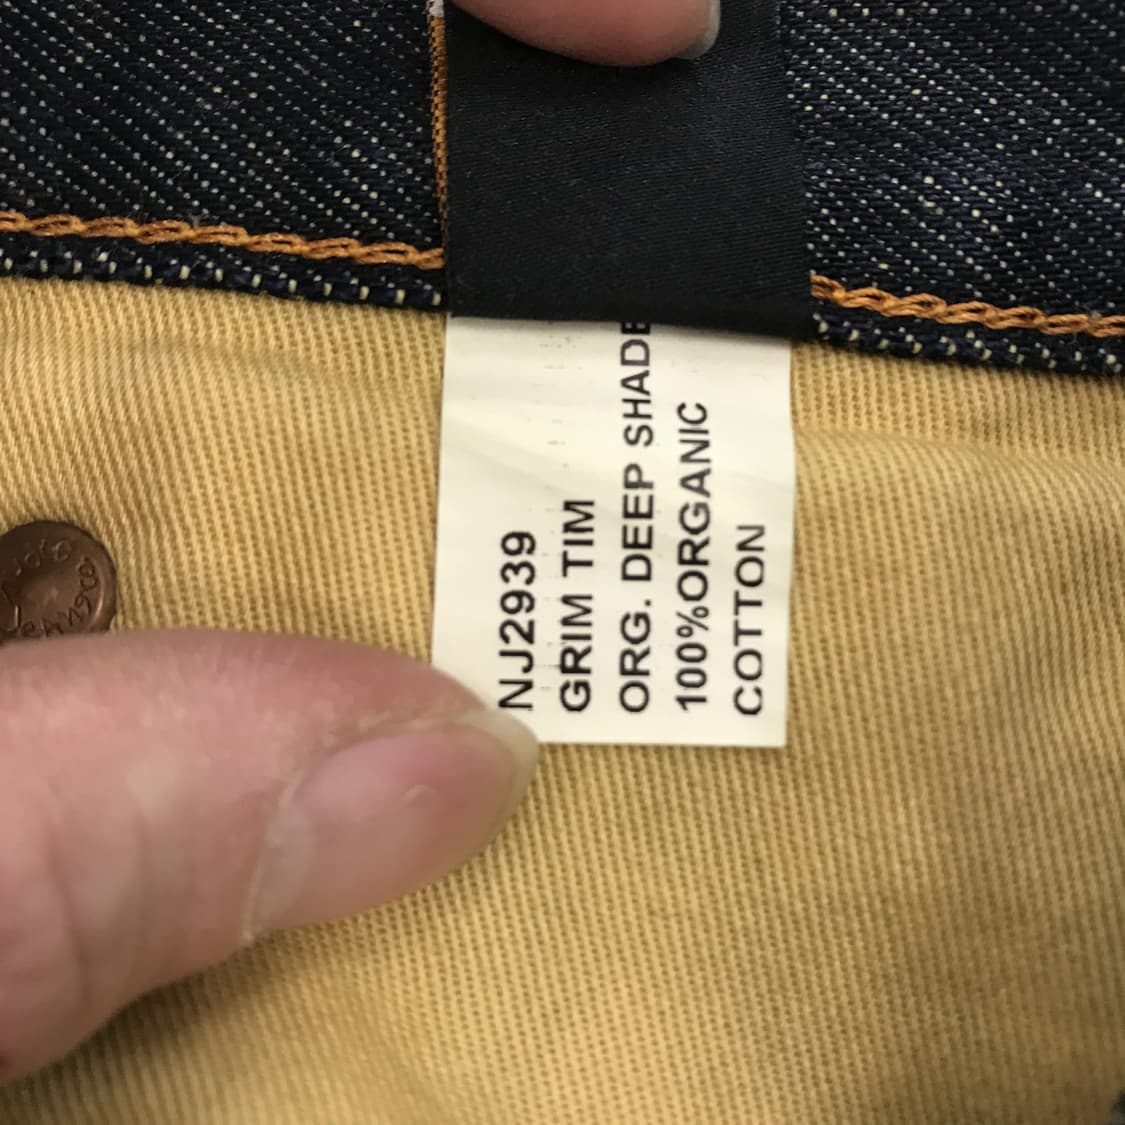 NJ2939
GRIM TIM
ORG. DEEP SHADE
100%ORGANIC
COTTON